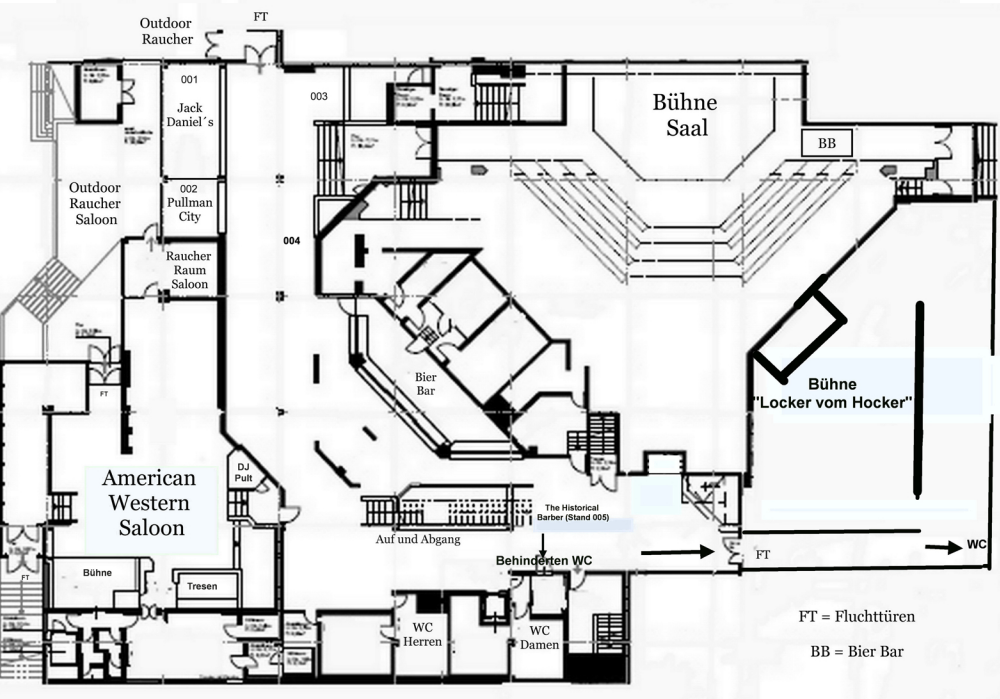 Outdoor
Raucher
FT
001
Jack
Daniel´s
003
Bühne
Saal
BB
Outdoor
Raucher
Saloon
002
Pullman
City
004
Raucher
Raum
Saloon
Bier
Bar
Bühne
"Locker vom Hocker"
FT
American
Western
Saloon
DJ
Pult
The Historical
Barber (Stand 005)
Auf und Abgang
Behinderten WC
FT
WC
FT
Bühne
Tresen
WC
Herren
WC
Damen
FT = Fluchttüren
BB = Bier Bar